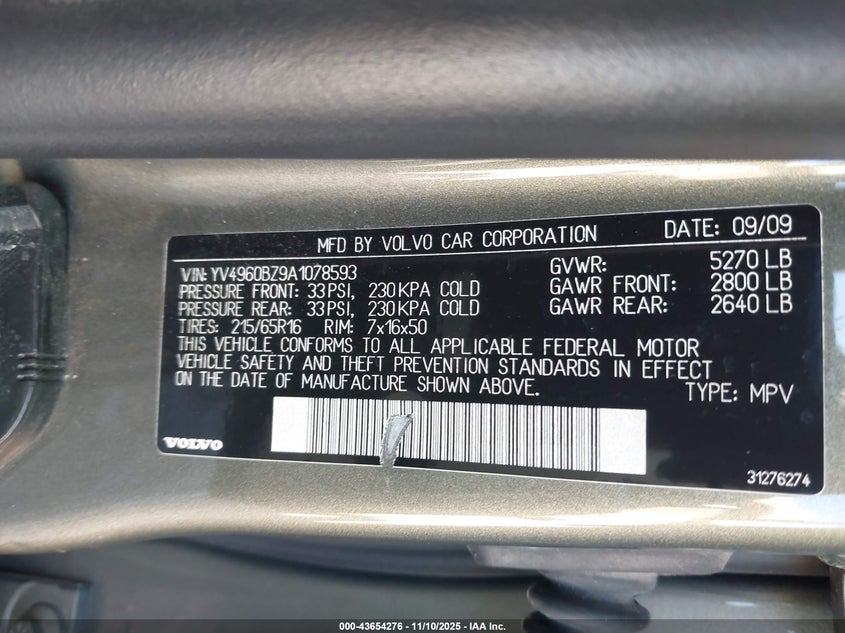 MFD BY VOLVO CAR CORPORATION DATE: 09/09
VIN: YV4960BZ9A1078593 GVWR: 5270 LB
PRESSURE FRONT: 33PSI, 230KPA COLD GAWR FRONT: 2800 LB
PRESSURE REAR: 33PSI, 230KPA COLD GAWR REAR: 2640 LB
TIRES: 215/65R16 RIM: 7x16x50
THIS VEHICLE CONFORMS TO ALL APPLICABLE FEDERAL MOTOR
VEHICLE SAFETY AND THEFT PREVENTION STANDARDS IN EFFECT
ON THE DATE OF MANUFACTURE SHOWN ABOVE. TYPE: MPV
VOLVO
31276274
000-43654276 - 11/10/2025 - IAA Inc.